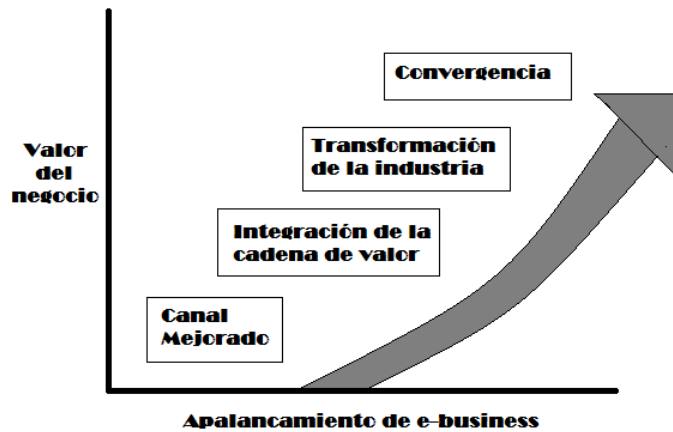 Convergencia
Transformación
de la industria
Valor
del
negocio
Integración de la
cadena de valor
Canal
Mejorado
Apalancamiento de e-business